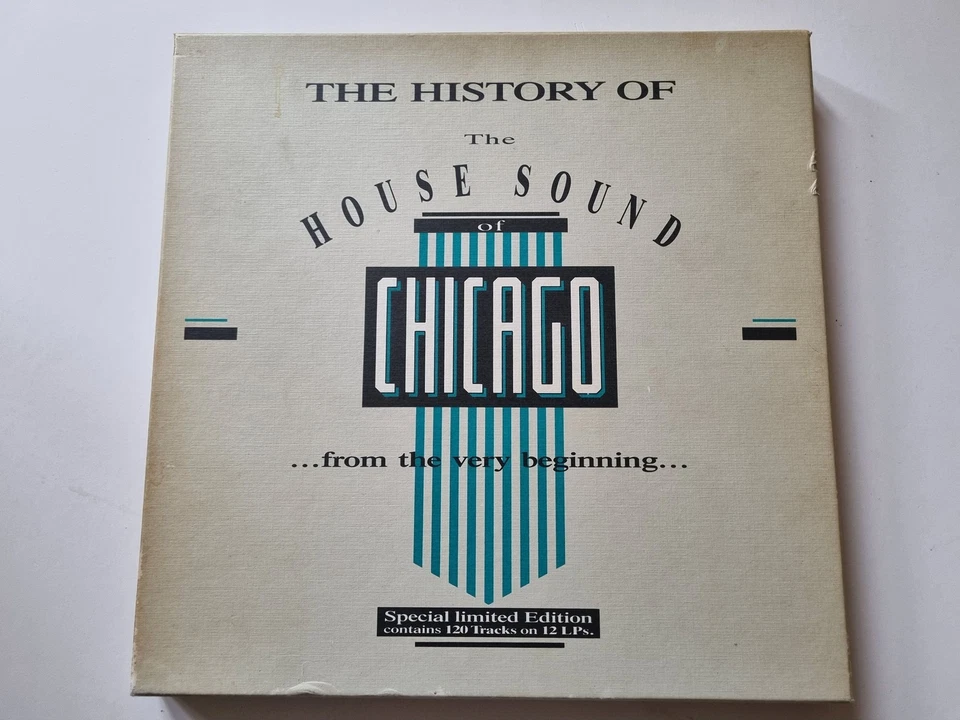 THE HISTORY OF
The
HOUSE SOUND
of
CHICAGO
...from the very beginning...
Special limited Edition
contains 120 Tracks on 12 LPs.